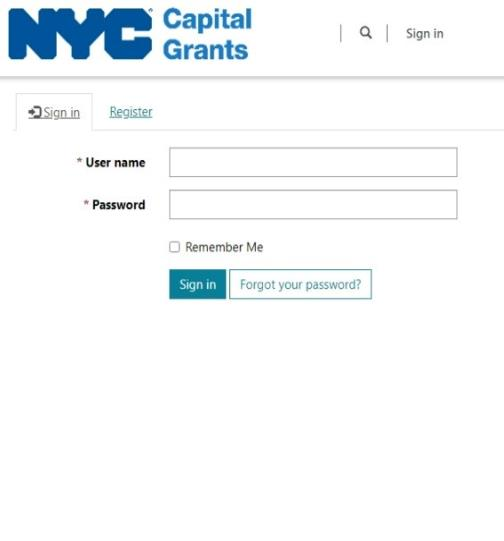 NYC Capital
Grants
Sign in
Sign in Register
* User name
* Password
Remember Me
Sign in Forgot your password?